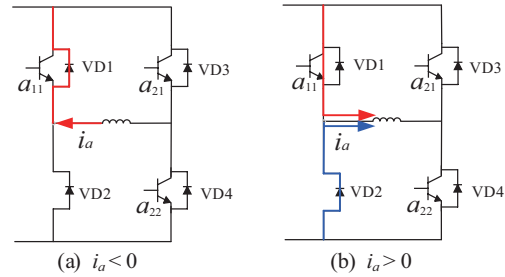 a11 VD1 a21 VD3
ia
VD2 a22 VD4
(a) ia < 0
a11 VD1 a21 VD3
ia
VD2 a22 VD4
(b) ia > 0